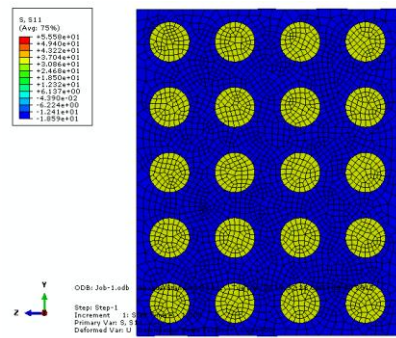 S, S11
(Avg: 75%)
+5.558e+01
+4.940e+01
+4.322e+01
+3.704e+01
+3.086e+01
+2.468e+01
+1.850e+01
+1.232e+01
+6.137e+00
-4.390e-02
-6.224e+00
-1.241e+01
-1.859e+01
Y
Z
ODB: Job-1.odb
Step: Step-1
Increment 1: S
Primary Var: S, S1
Deformed Var: U